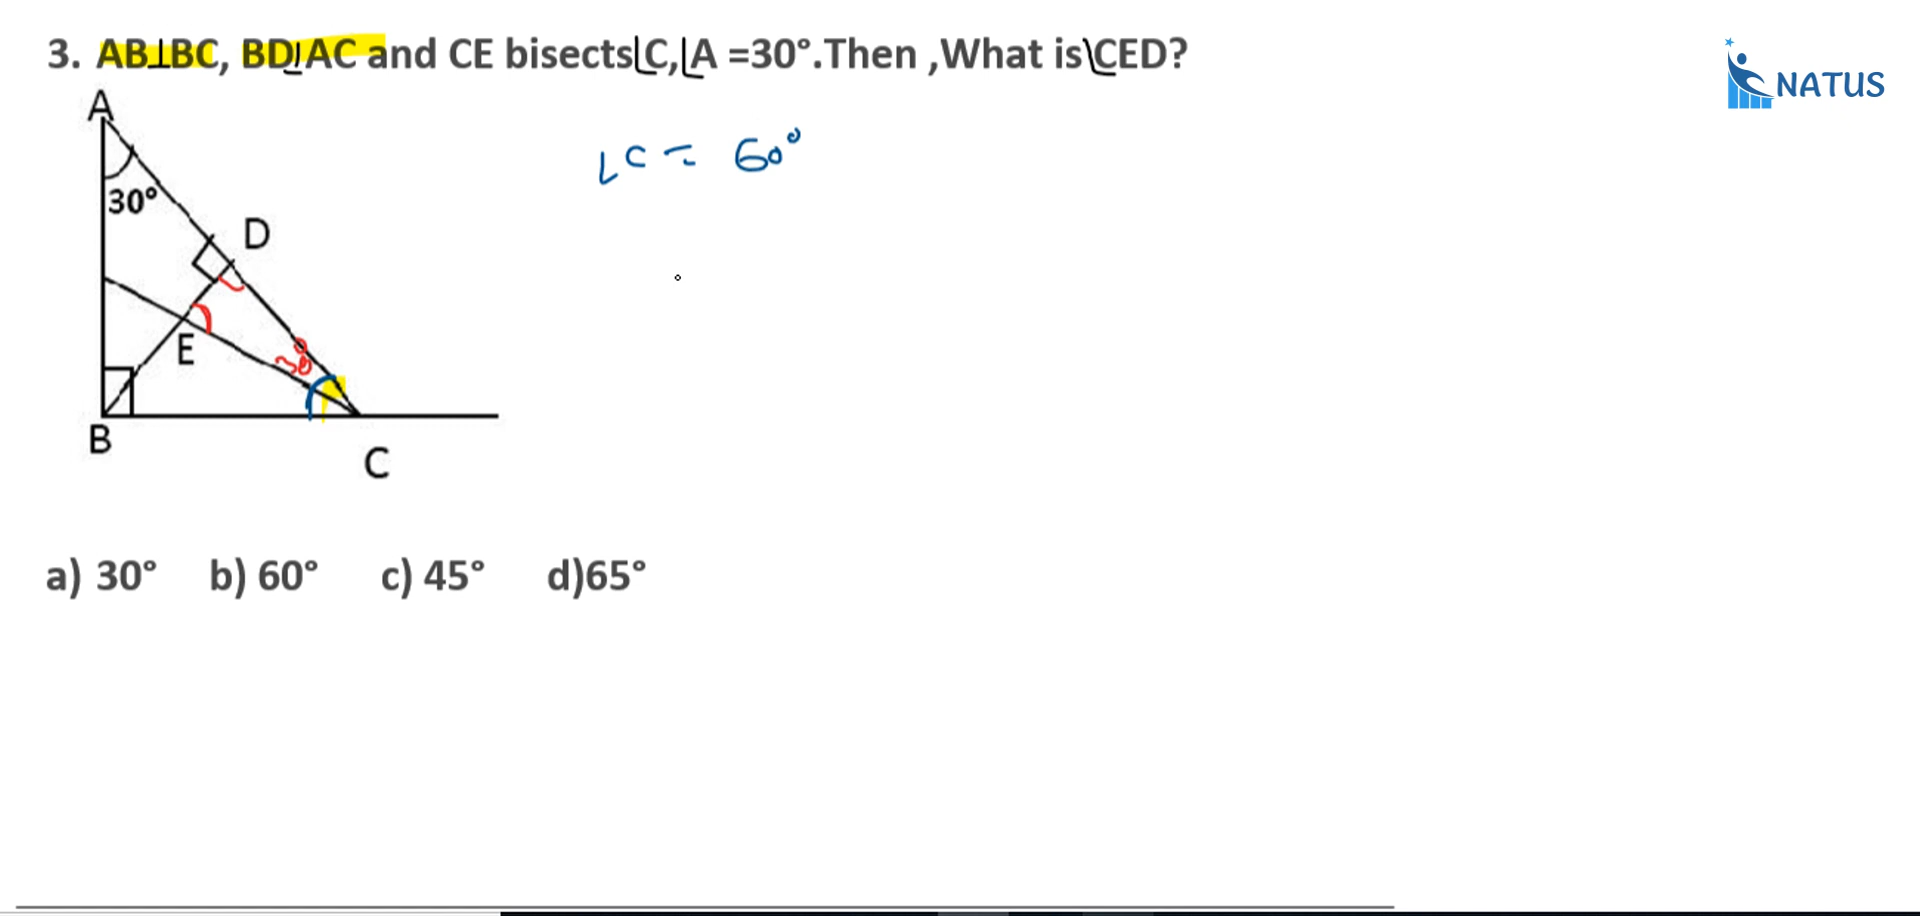 3. AB⊥BC, BD⊥AC and CE bisects∠C,∠A =30°.Then ,What is∠CED?
NATUS
A
∠C = 60°
30°
D
E
30°
B
C
a) 30° b) 60° c) 45° d)65°